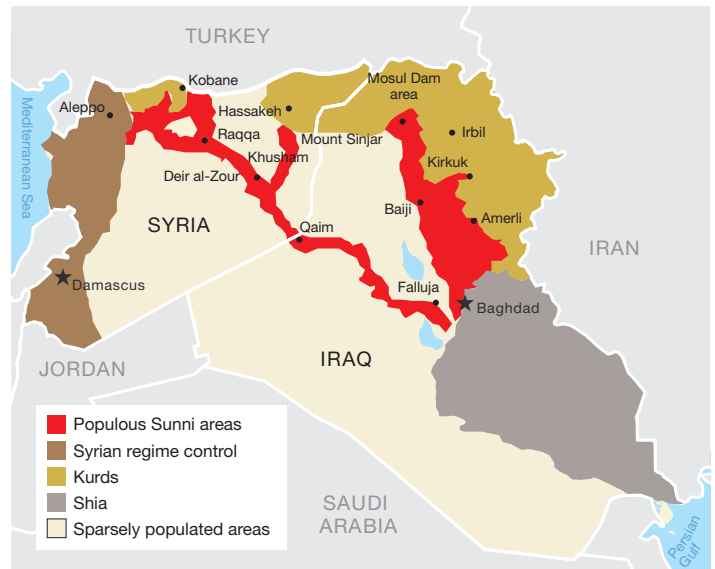 TURKEY
Kobane
Mosul Dam
area
Aleppo
Hassakeh
Mediterranean Sea
Irbil
Raqqa
Mount Sinjar
Khusham
Kirkuk
Deir al-Zour
Baiji
Amerli
SYRIA
Qaim
IRAN
Damascus
Falluja
Baghdad
JORDAN
IRAQ
Populous Sunni areas
Syrian regime control
Kurds
Shia
Sparsely populated areas
SAUDI
ARABIA
Persian
Gulf